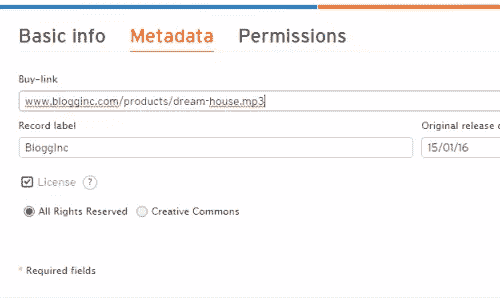 Basic info Metadata Permissions
Buy-link
www.blogginc.com/products/dream-house.mp3
Record label Original release
BloggInc 15/01/16
License ?
All Rights Reserved Creative Commons
* Required fields